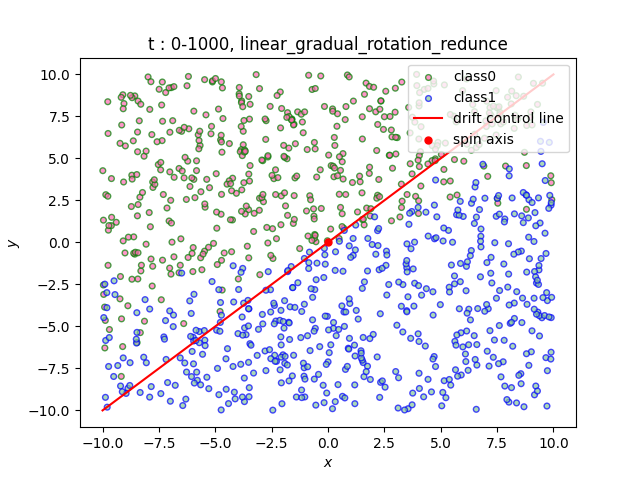 t : 0-1000, linear_gradual_rotation_redunce
class0
class1
drift control line
spin axis
10.0
7.5
5.0
2.5
0.0
−2.5
−5.0
−7.5
−10.0
y
−10.0 −7.5 −5.0 −2.5 0.0 2.5 5.0 7.5 10.0
x